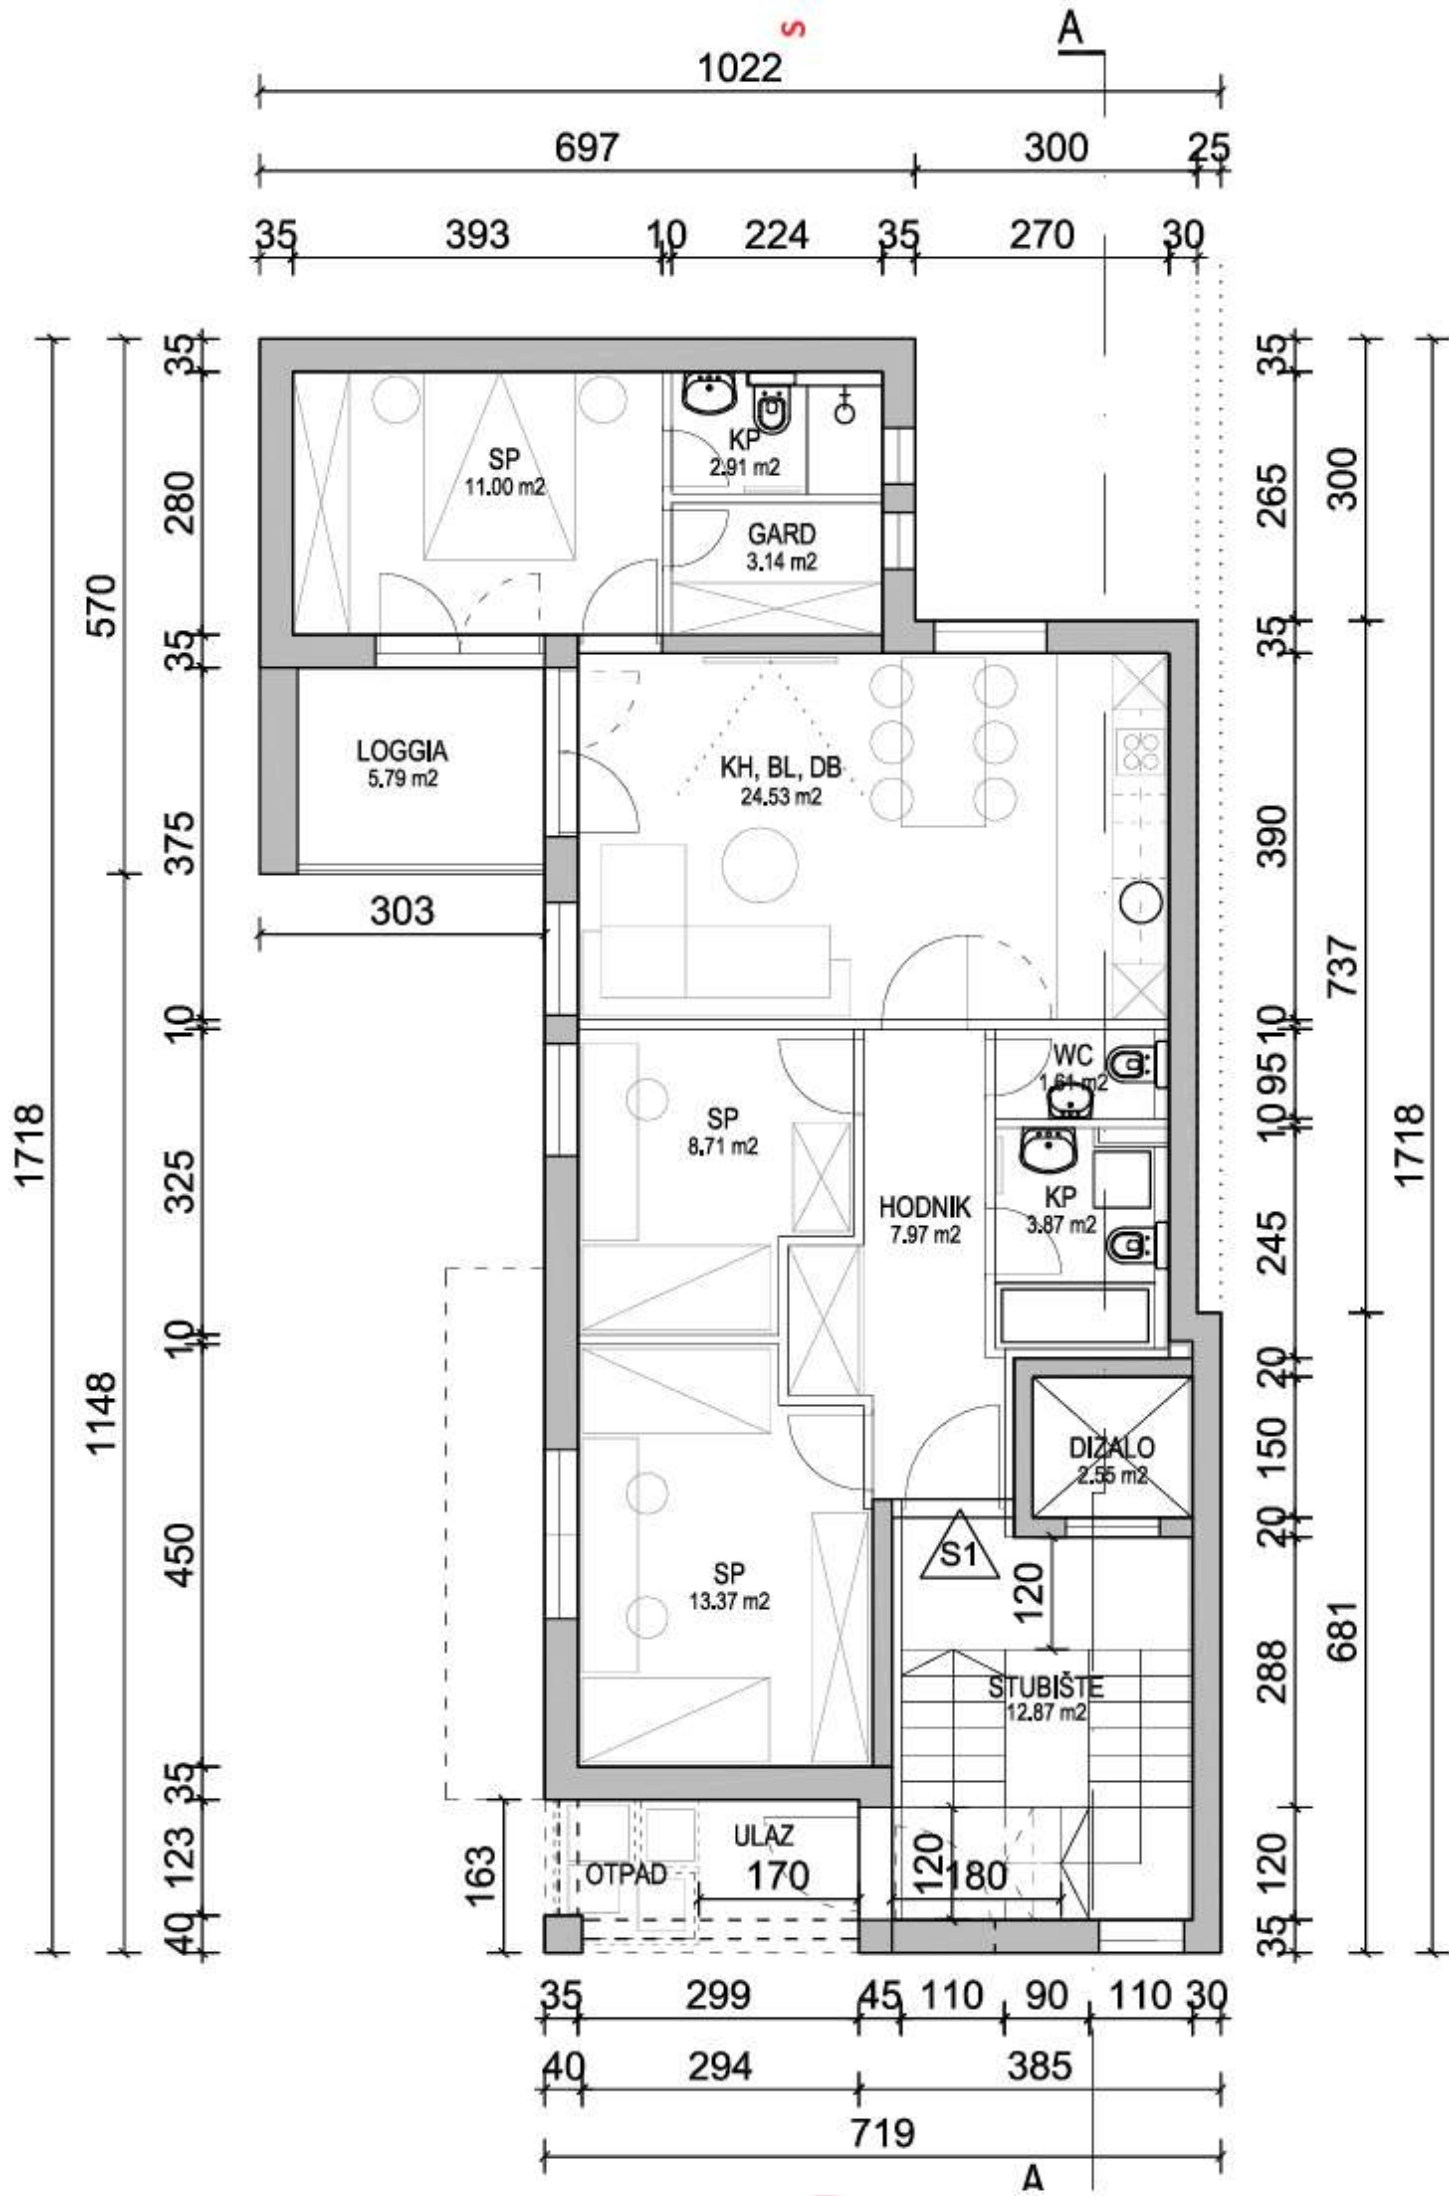 S
A
1022
697 300 25
35 393 10 224 35 270 30
35
280
35
375
10
325
10
450
35
123
40
570
1148
1718
35
265
35
390
10
95
10
245
20
150
20
288
120
35
300
737
681
1718
SP
11.00 m2
KP
2.91 m2
GARD
3.14 m2
LOGGIA
5.79 m2
KH, BL, DB
24.53 m2
303
WC
1.61 m2
SP
8.71 m2
HODNIK
7.97 m2
KP
3.87 m2
DIZALO
2.55 m2
S1
120
SP
13.37 m2
STUBIŠTE
12.87 m2
ULAZ
OTPAD
163
170
120
180
35 299 45 110 90 110 30
40 294 385
719
A